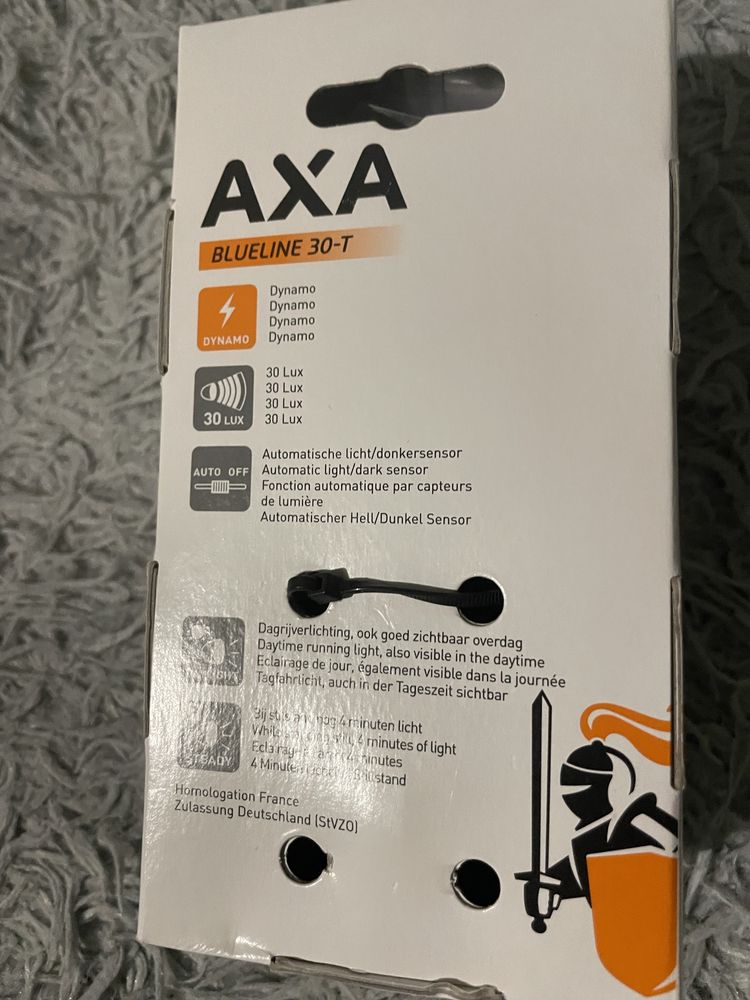 AXA
BLUELINE 30-T
DYNAMO
Dynamo
Dynamo
Dynamo
Dynamo
30 LUX
30 Lux
30 Lux
30 Lux
30 Lux
AUTO OFF
Automatische licht/donkersensor
Automatic light/dark sensor
Fonction automatique par capteurs
de lumière
Automatischer Hell/Dunkel Sensor
Dagrijverlichting, ook goed zichtbaar overdag
Daytime running light, also visible in the daytime
Eclairage de jour, également visible dans la journée
Tagfahrlicht, auch in der Tageszeit sichtbar
STEADY
nog 4 minuten licht
4 minutes of light
4 minutes
4 Minuten
Homologation France
Zulassung Deutschland (StVZO)